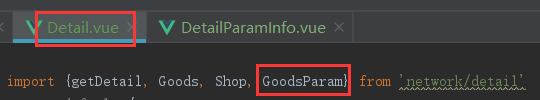 Detail.vue DetailParamInfo.vue
import {getDetail, Goods, Shop, GoodsParam} from 'network/detail'